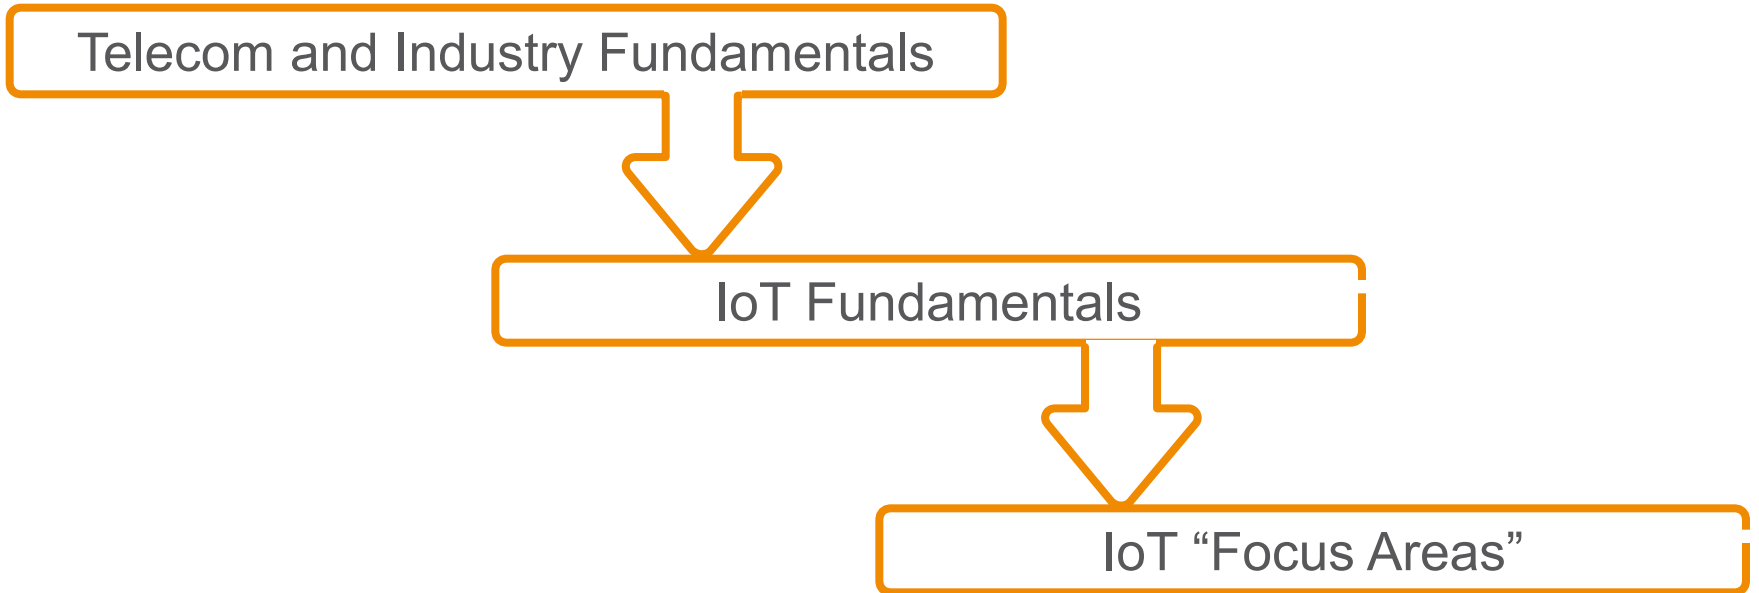 Telecom and Industry Fundamentals
IoT Fundamentals
IoT “Focus Areas”